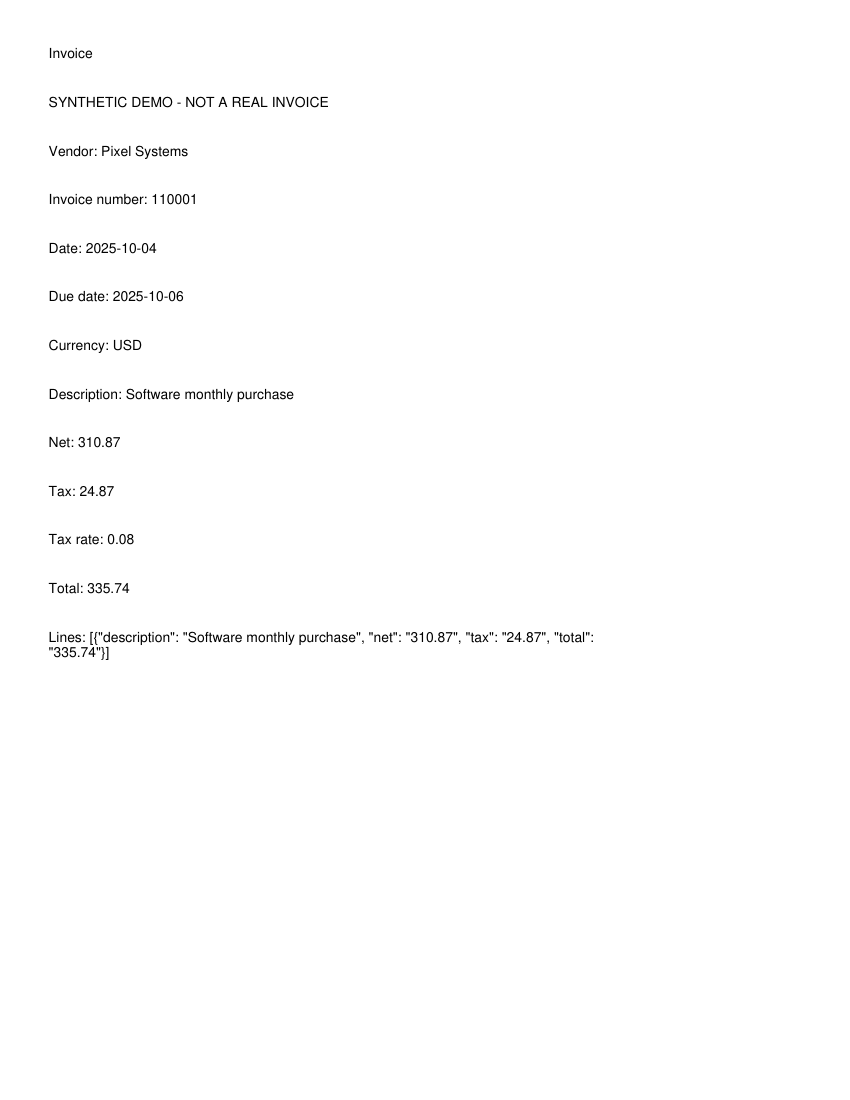 Invoice
SYNTHETIC DEMO - NOT A REAL INVOICE
Vendor: Pixel Systems
Invoice number: 110001
Date: 2025-10-04
Due date: 2025-10-06
Currency: USD
Description: Software monthly purchase
Net: 310.87
Tax: 24.87
Tax rate: 0.08
Total: 335.74
Lines: [{"description": "Software monthly purchase", "net": "310.87", "tax": "24.87", "total":
"335.74"}]